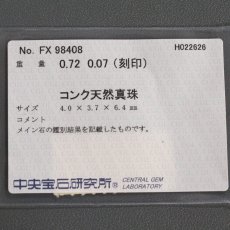 No. FX 98408 H022626
重量 0.72 0.07 (刻印)
コンク天然真珠
サイズ 4.0 × 3.7 × 6.4 mm
コメント
メイン石の鑑別結果を記載したものです。
中央宝石研究所® CENTRAL GEM
LABORATORY